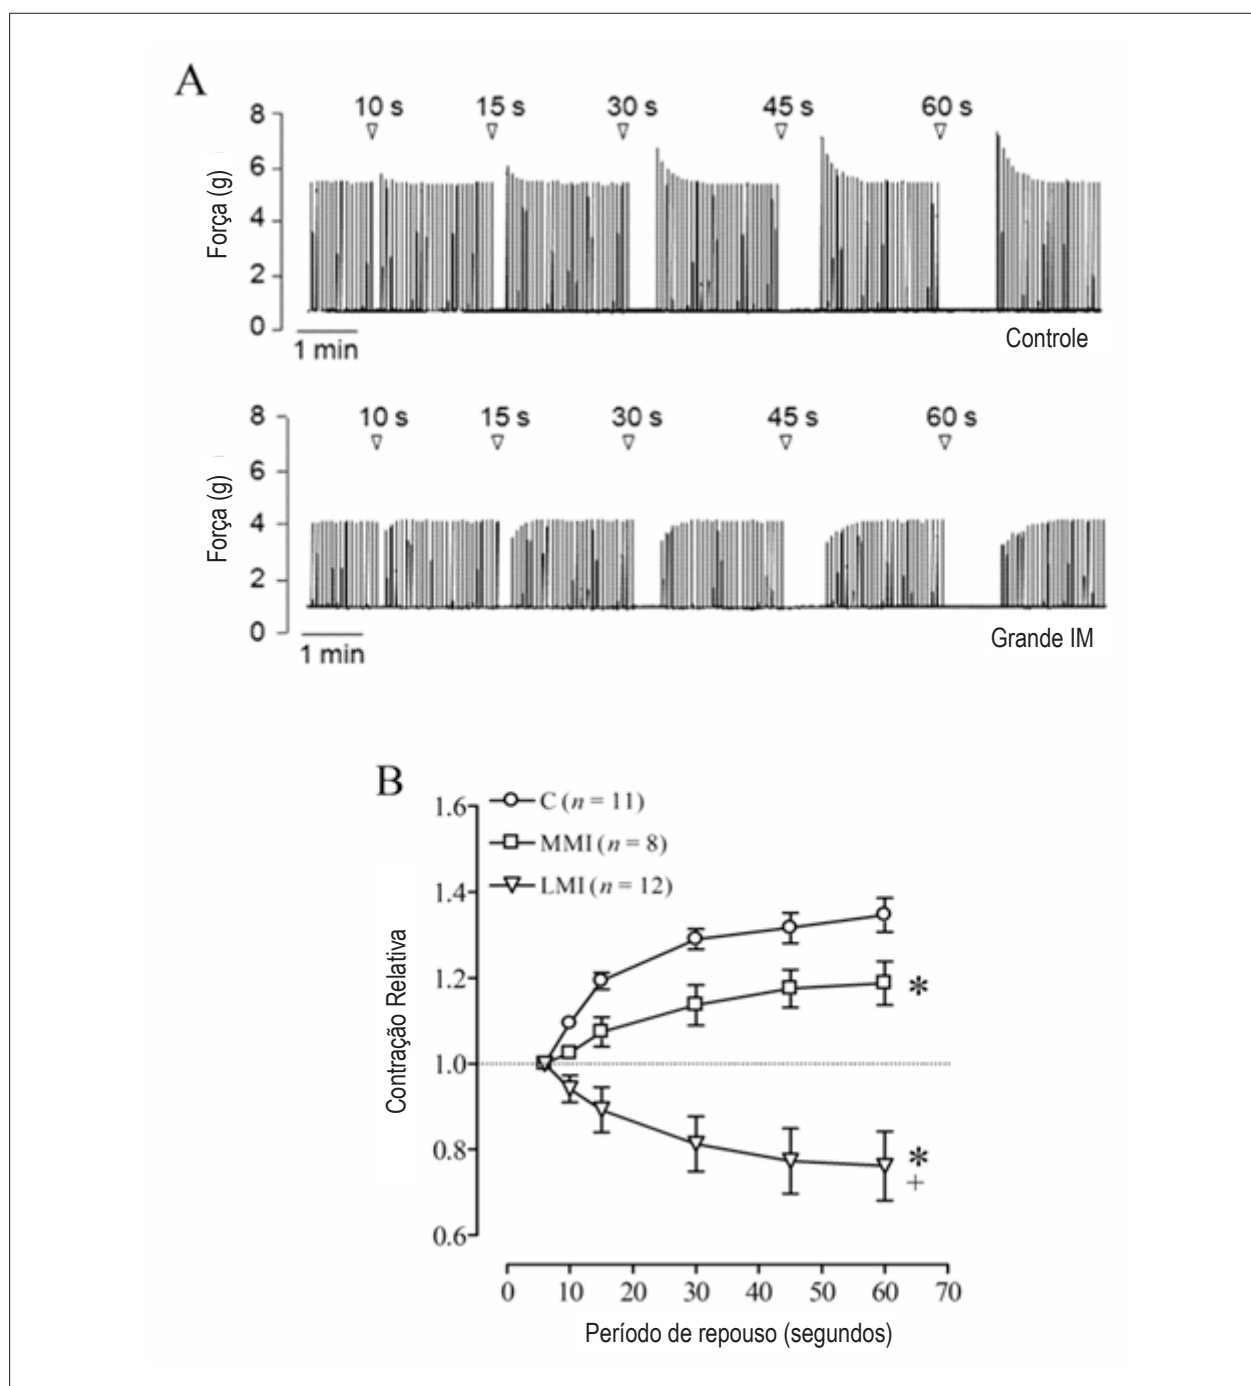 A
10 s 15 s 30 s 45 s 60 s
8
6
4
2
0
Força (g)
1 min
Controle
10 s 15 s 30 s 45 s 60 s
8
6
4
2
0
Força (g)
1 min
Grande IM
B
C (n = 11)
MMI (n = 8)
LMI (n = 12)
1.6
1.4
1.2
1.0
0.8
0.6
Contração Relativa
*
*
+
0 10 20 30 40 50 60 70
Período de repouso (segundos)